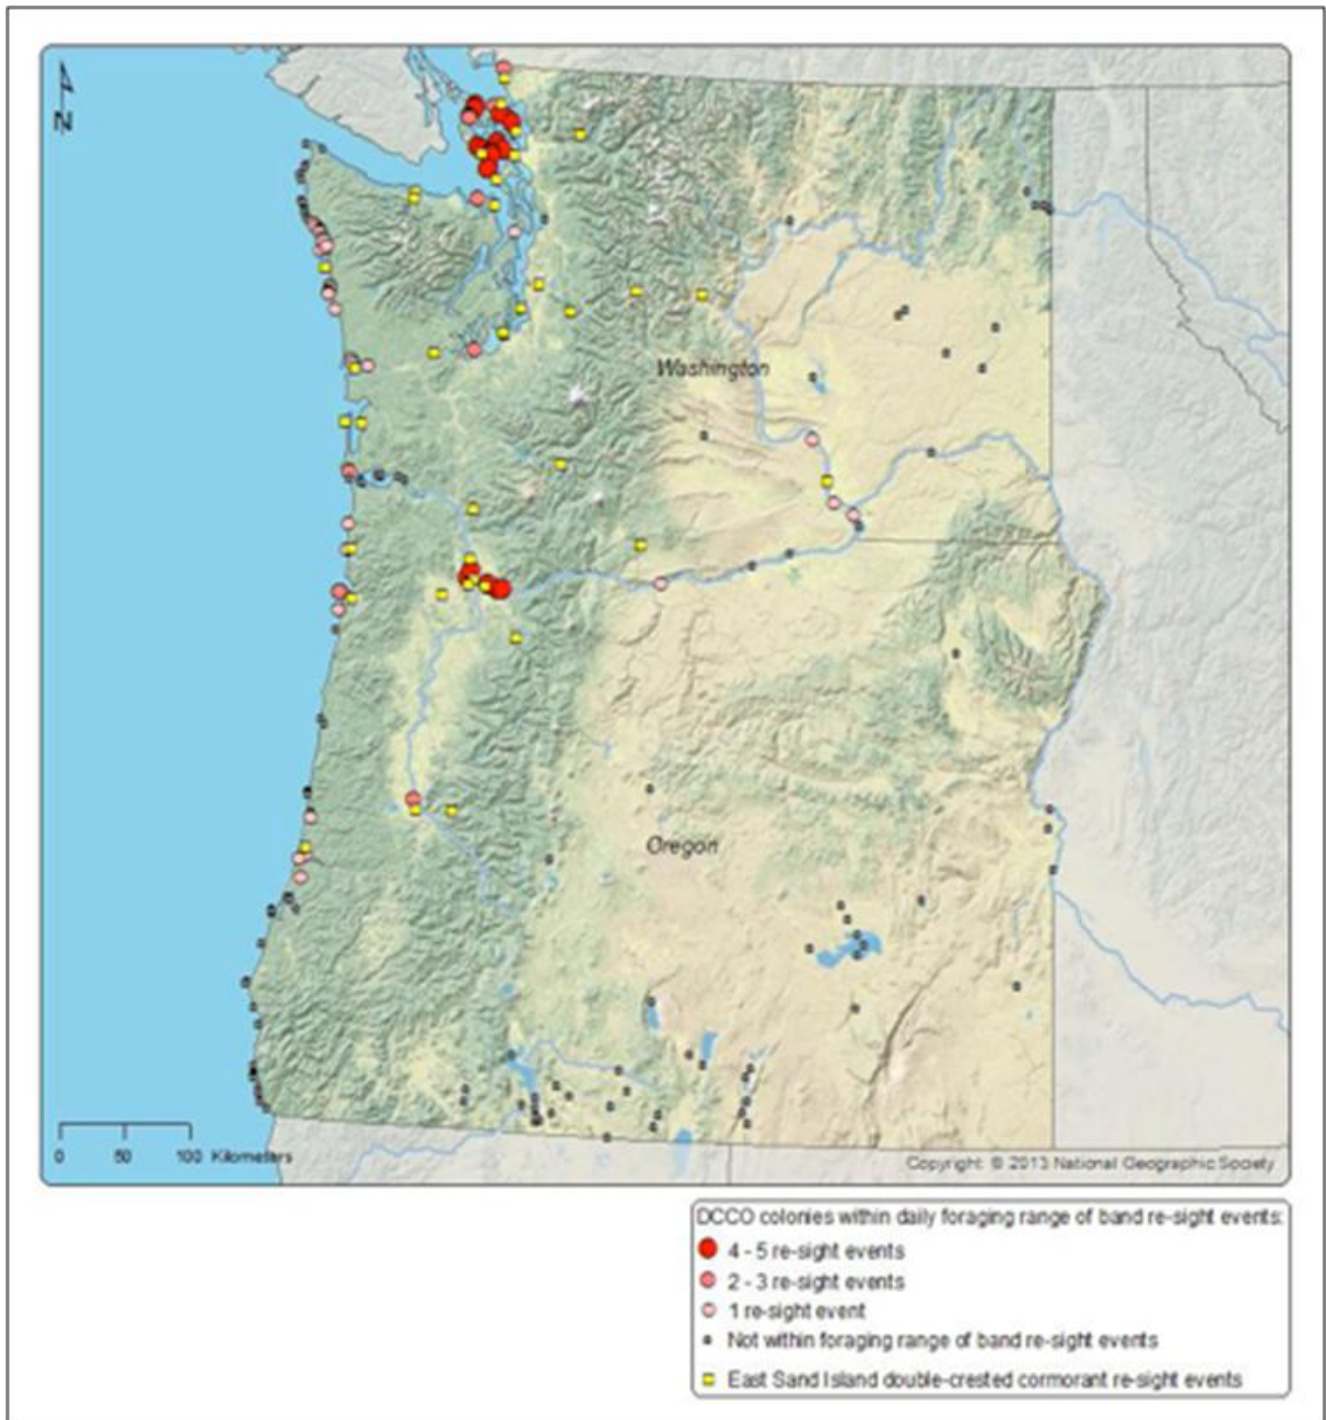 N
Washington
Oregon
0 50 100 Kilometers
Copyright: © 2013 National Geographic Society
DCCO colonies within daily foraging range of band re-sight events:
4 - 5 re-sight events
2 - 3 re-sight events
1 re-sight event
Not within foraging range of band re-sight events
East Sand Island double-crested cormorant re-sight events